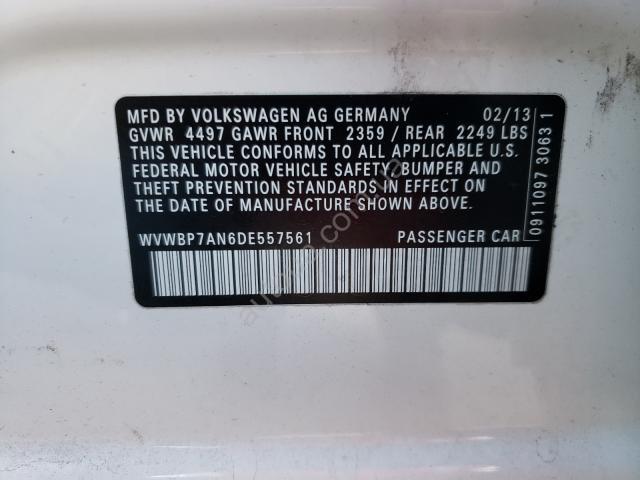 MFD BY VOLKSWAGEN AG GERMANY 02/13
GVWR 4497 GAWR FRONT 2359 / REAR 2249 LBS
THIS VEHICLE CONFORMS TO ALL APPLICABLE U.S.
FEDERAL MOTOR VEHICLE SAFETY, BUMPER AND
THEFT PREVENTION STANDARDS IN EFFECT ON
THE DATE OF MANUFACTURE SHOWN ABOVE.
WVWBP7AN6DE557561 PASSENGER CAR
0911097 3063 1